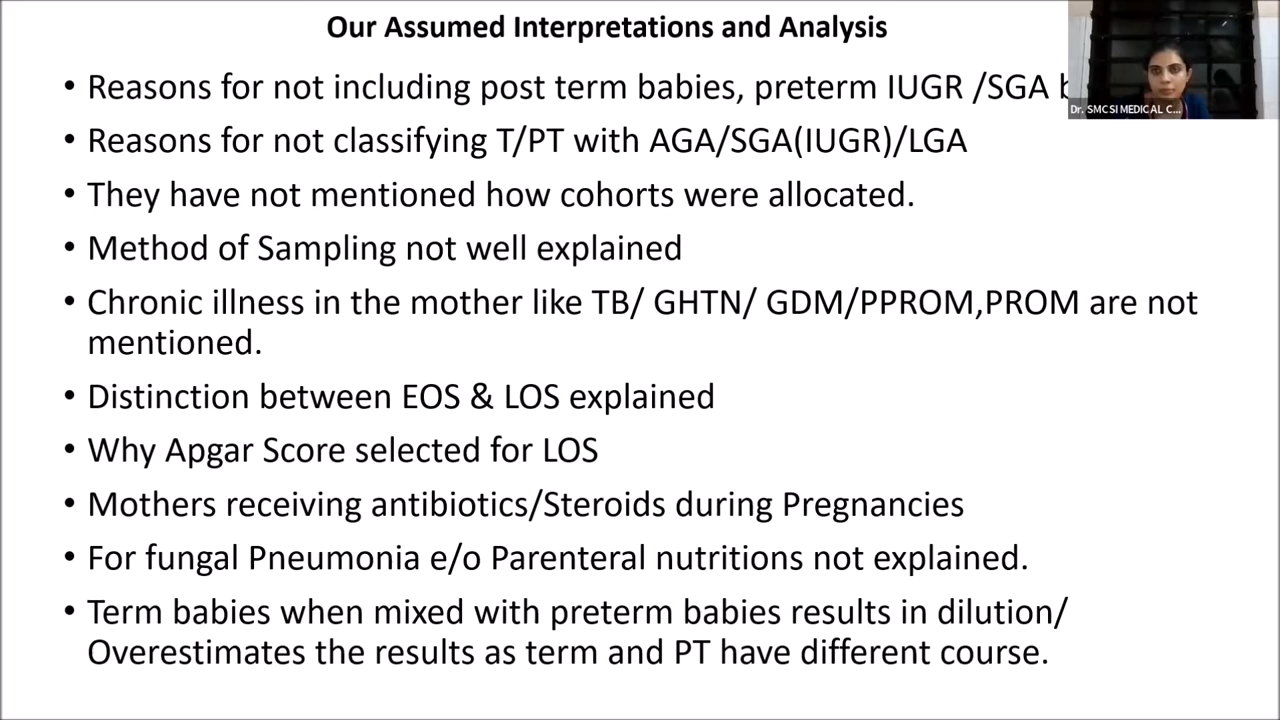 Our Assumed Interpretations and Analysis
• Reasons for not including post term babies, preterm IUGR /SGA
Dr. SMCSI MEDICAL C...
• Reasons for not classifying T/PT with AGA/SGA(IUGR)/LGA
• They have not mentioned how cohorts were allocated.
• Method of Sampling not well explained
• Chronic illness in the mother like TB/ GHTN/ GDM/PPROM,PROM are not
mentioned.
• Distinction between EOS & LOS explained
• Why Apgar Score selected for LOS
• Mothers receiving antibiotics/Steroids during Pregnancies
• For fungal Pneumonia e/o Parenteral nutritions not explained.
• Term babies when mixed with preterm babies results in dilution/
Overestimates the results as term and PT have different course.